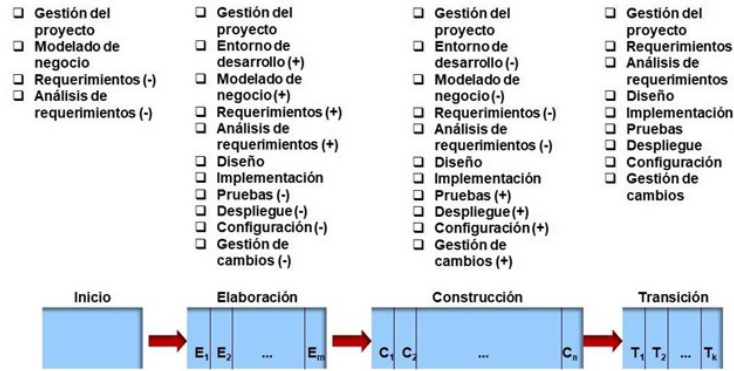 ❑ Gestión del
proyecto
❑ Modelado de
negocio
❑ Requerimientos (-)
❑ Análisis de
requerimientos (-)
❑ Gestión del
proyecto
❑ Entorno de
desarrollo (+)
❑ Modelado de
negocio (+)
❑ Requerimientos (+)
❑ Análisis de
requerimientos (+)
❑ Diseño
❑ Implementación
❑ Pruebas (-)
❑ Despliegue (-)
❑ Configuración (-)
❑ Gestión de
cambios (-)
❑ Gestión del
proyecto
❑ Entorno de
desarrollo (-)
❑ Modelado de
negocio (-)
❑ Requerimientos (-)
❑ Análisis de
requerimientos (-)
❑ Diseño
❑ Implementación
❑ Pruebas (+)
❑ Despliegue (+)
❑ Configuración (+)
❑ Gestión de
cambios (+)
❑ Gestión del
proyecto
❑ Requerimientos
❑ Análisis de
requerimientos
❑ Diseño
❑ Implementación
❑ Pruebas
❑ Despliegue
❑ Configuración
❑ Gestión de
cambios
Inicio
Elaboración
Construcción
Transición
E1 E2 ... Em
C1 C2 ... Cn
T1 T2 ... Tk